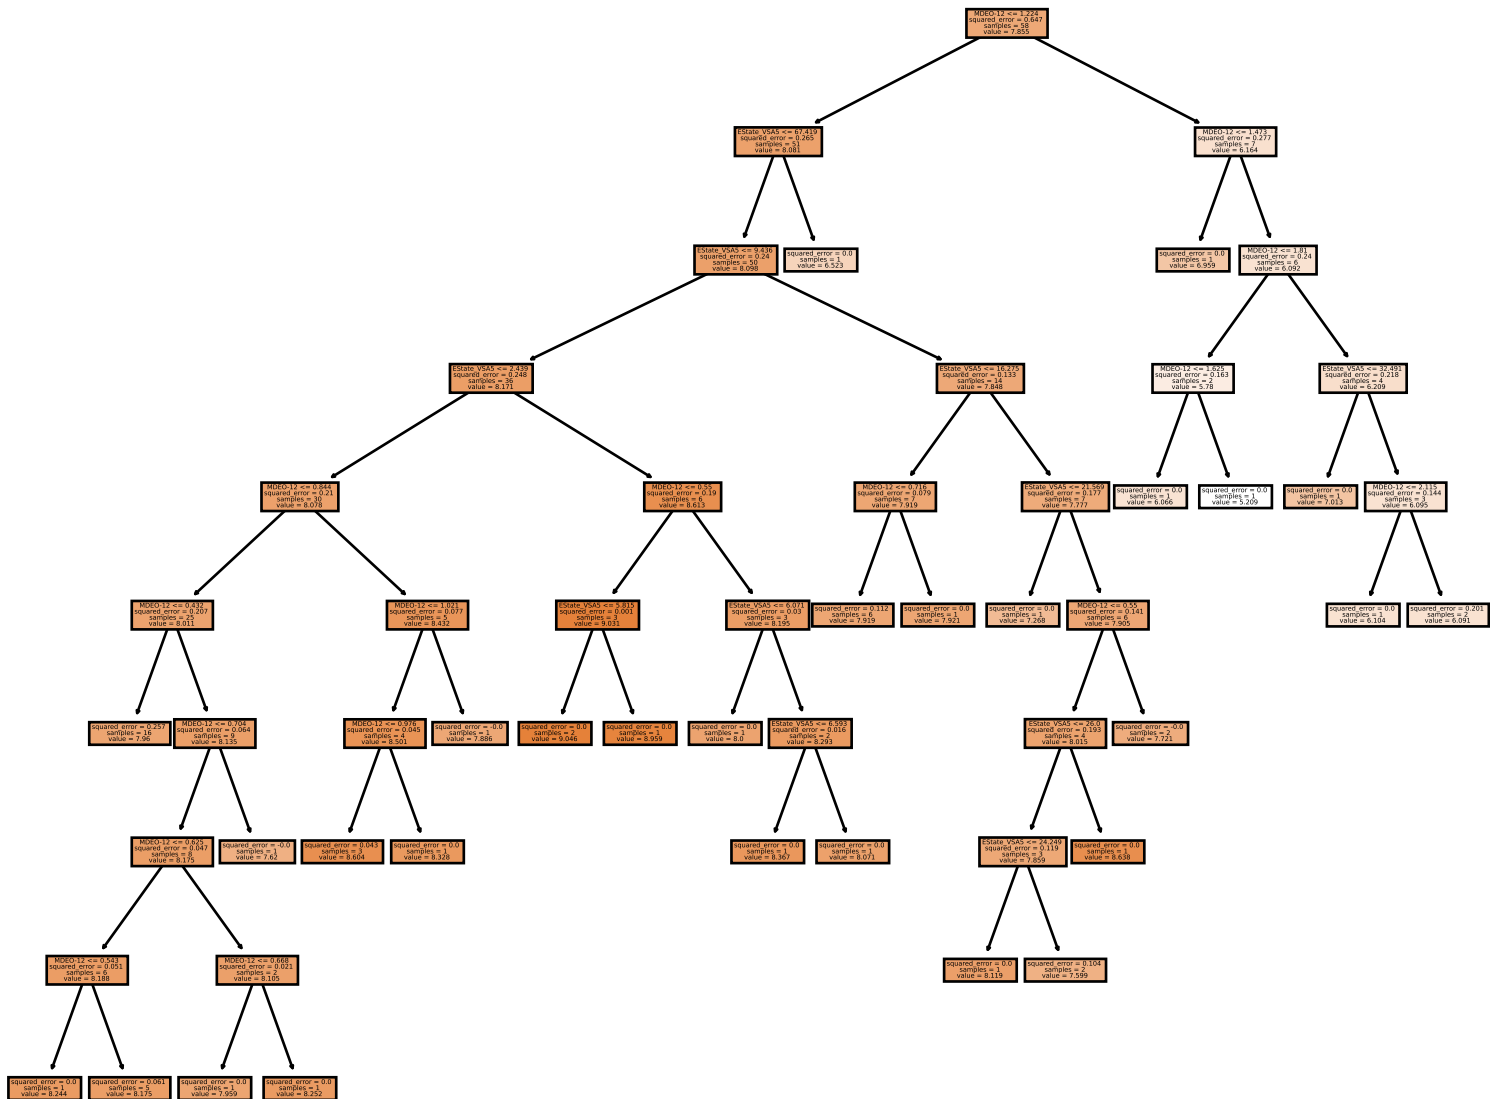 MDEO-12 <= 1.224
squared_error = 0.647
samples = 58
value = 7.855
EState_VSA5 <= 67.419
squared_error = 0.265
samples = 51
value = 8.081
MDEO-12 <= 1.473
squared_error = 0.277
samples = 7
value = 6.164
EState_VSA5 <= 9.436
squared_error = 0.24
samples = 50
value = 8.098
squared_error = 0.0
samples = 1
value = 6.523
squared_error = 0.0
samples = 1
value = 6.959
MDEO-12 <= 1.81
squared_error = 0.24
samples = 6
value = 6.092
EState_VSA5 <= 2.439
squared_error = 0.248
samples = 36
value = 8.171
EState_VSA5 <= 16.275
squared_error = 0.133
samples = 14
value = 7.848
MDEO-12 <= 1.625
squared_error = 0.163
samples = 2
value = 5.78
EState_VSA5 <= 32.491
squared_error = 0.218
samples = 4
value = 6.209
MDEO-12 <= 0.844
squared_error = 0.21
samples = 30
value = 8.078
MDEO-12 <= 0.55
squared_error = 0.19
samples = 6
value = 8.613
MDEO-12 <= 0.716
squared_error = 0.079
samples = 7
value = 7.919
EState_VSA5 <= 21.569
squared_error = 0.177
samples = 7
value = 7.777
squared_error = 0.0
samples = 1
value = 6.066
squared_error = 0.0
samples = 1
value = 5.209
squared_error = 0.0
samples = 1
value = 7.013
MDEO-12 <= 2.115
squared_error = 0.144
samples = 3
value = 6.095
MDEO-12 <= 0.432
squared_error = 0.207
samples = 25
value = 8.011
MDEO-12 <= 1.021
squared_error = 0.077
samples = 5
value = 8.432
EState_VSA5 <= 5.815
squared_error = 0.001
samples = 3
value = 9.031
EState_VSA5 <= 6.071
squared_error = 0.03
samples = 3
value = 8.195
squared_error = 0.112
samples = 6
value = 7.919
squared_error = 0.0
samples = 1
value = 7.921
squared_error = 0.0
samples = 1
value = 7.268
MDEO-12 <= 0.55
squared_error = 0.141
samples = 6
value = 7.905
squared_error = 0.0
samples = 1
value = 6.104
squared_error = 0.201
samples = 2
value = 6.091
squared_error = 0.257
samples = 16
value = 7.96
MDEO-12 <= 0.704
squared_error = 0.064
samples = 9
value = 8.135
MDEO-12 <= 0.976
squared_error = 0.045
samples = 4
value = 8.501
squared_error = -0.0
samples = 1
value = 7.886
squared_error = 0.0
samples = 2
value = 9.046
squared_error = 0.0
samples = 1
value = 8.959
squared_error = 0.0
samples = 1
value = 8.0
EState_VSA5 <= 6.593
squared_error = 0.016
samples = 2
value = 8.293
EState_VSA5 <= 26.0
squared_error = 0.193
samples = 4
value = 8.015
squared_error = -0.0
samples = 2
value = 7.721
MDEO-12 <= 0.625
squared_error = 0.047
samples = 8
value = 8.175
squared_error = -0.0
samples = 1
value = 7.62
squared_error = 0.043
samples = 3
value = 8.604
squared_error = 0.0
samples = 1
value = 8.328
squared_error = 0.0
samples = 1
value = 8.367
squared_error = 0.0
samples = 1
value = 8.071
EState_VSA5 <= 24.249
squared_error = 0.119
samples = 3
value = 7.859
squared_error = 0.0
samples = 1
value = 8.638
MDEO-12 <= 0.543
squared_error = 0.051
samples = 6
value = 8.188
MDEO-12 <= 0.668
squared_error = 0.021
samples = 2
value = 8.105
squared_error = 0.0
samples = 1
value = 8.119
squared_error = 0.104
samples = 2
value = 7.599
squared_error = 0.0
samples = 1
value = 8.244
squared_error = 0.061
samples = 5
value = 8.175
squared_error = 0.0
samples = 1
value = 7.959
squared_error = 0.0
samples = 1
value = 8.252